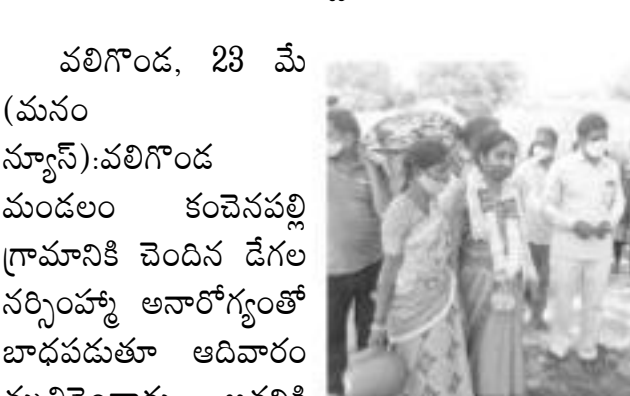 వలిగొండ, 23 మే
(మనం
న్యూస్):వలిగొండ
మండలం కంచెనపల్లి
గ్రామానికి చెందిన డేగల
నర్సింహ్మా అనారోగ్యంతో
బాధపడుతూ ఆదివారం